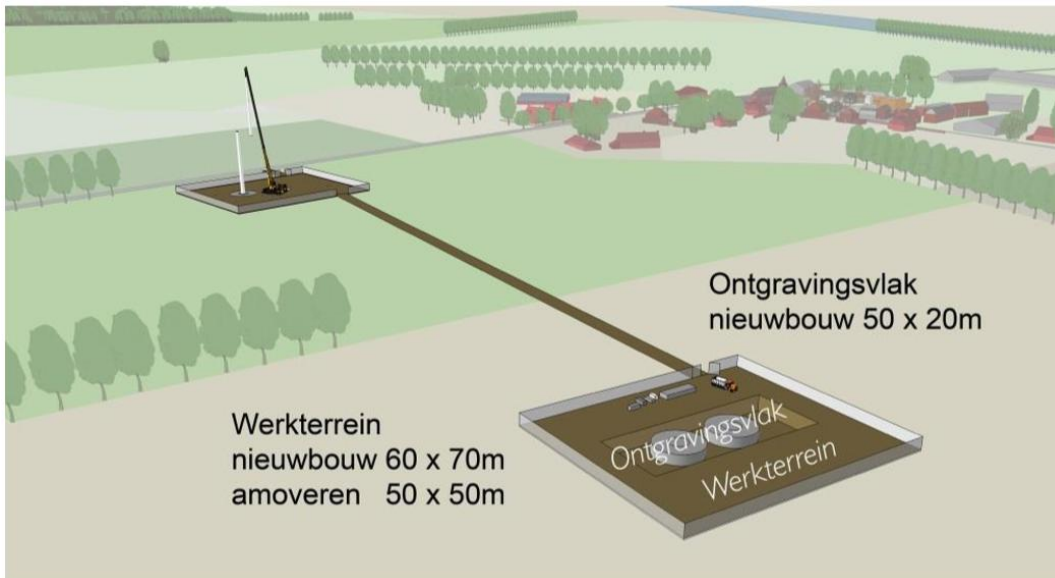 Ontgravingsvlak
nieuwbouw 50 x 20m
Werkterrein
nieuwbouw 60 x 70m
amoveren 50 x 50m
Ontgravingsvlak
Werkterrein